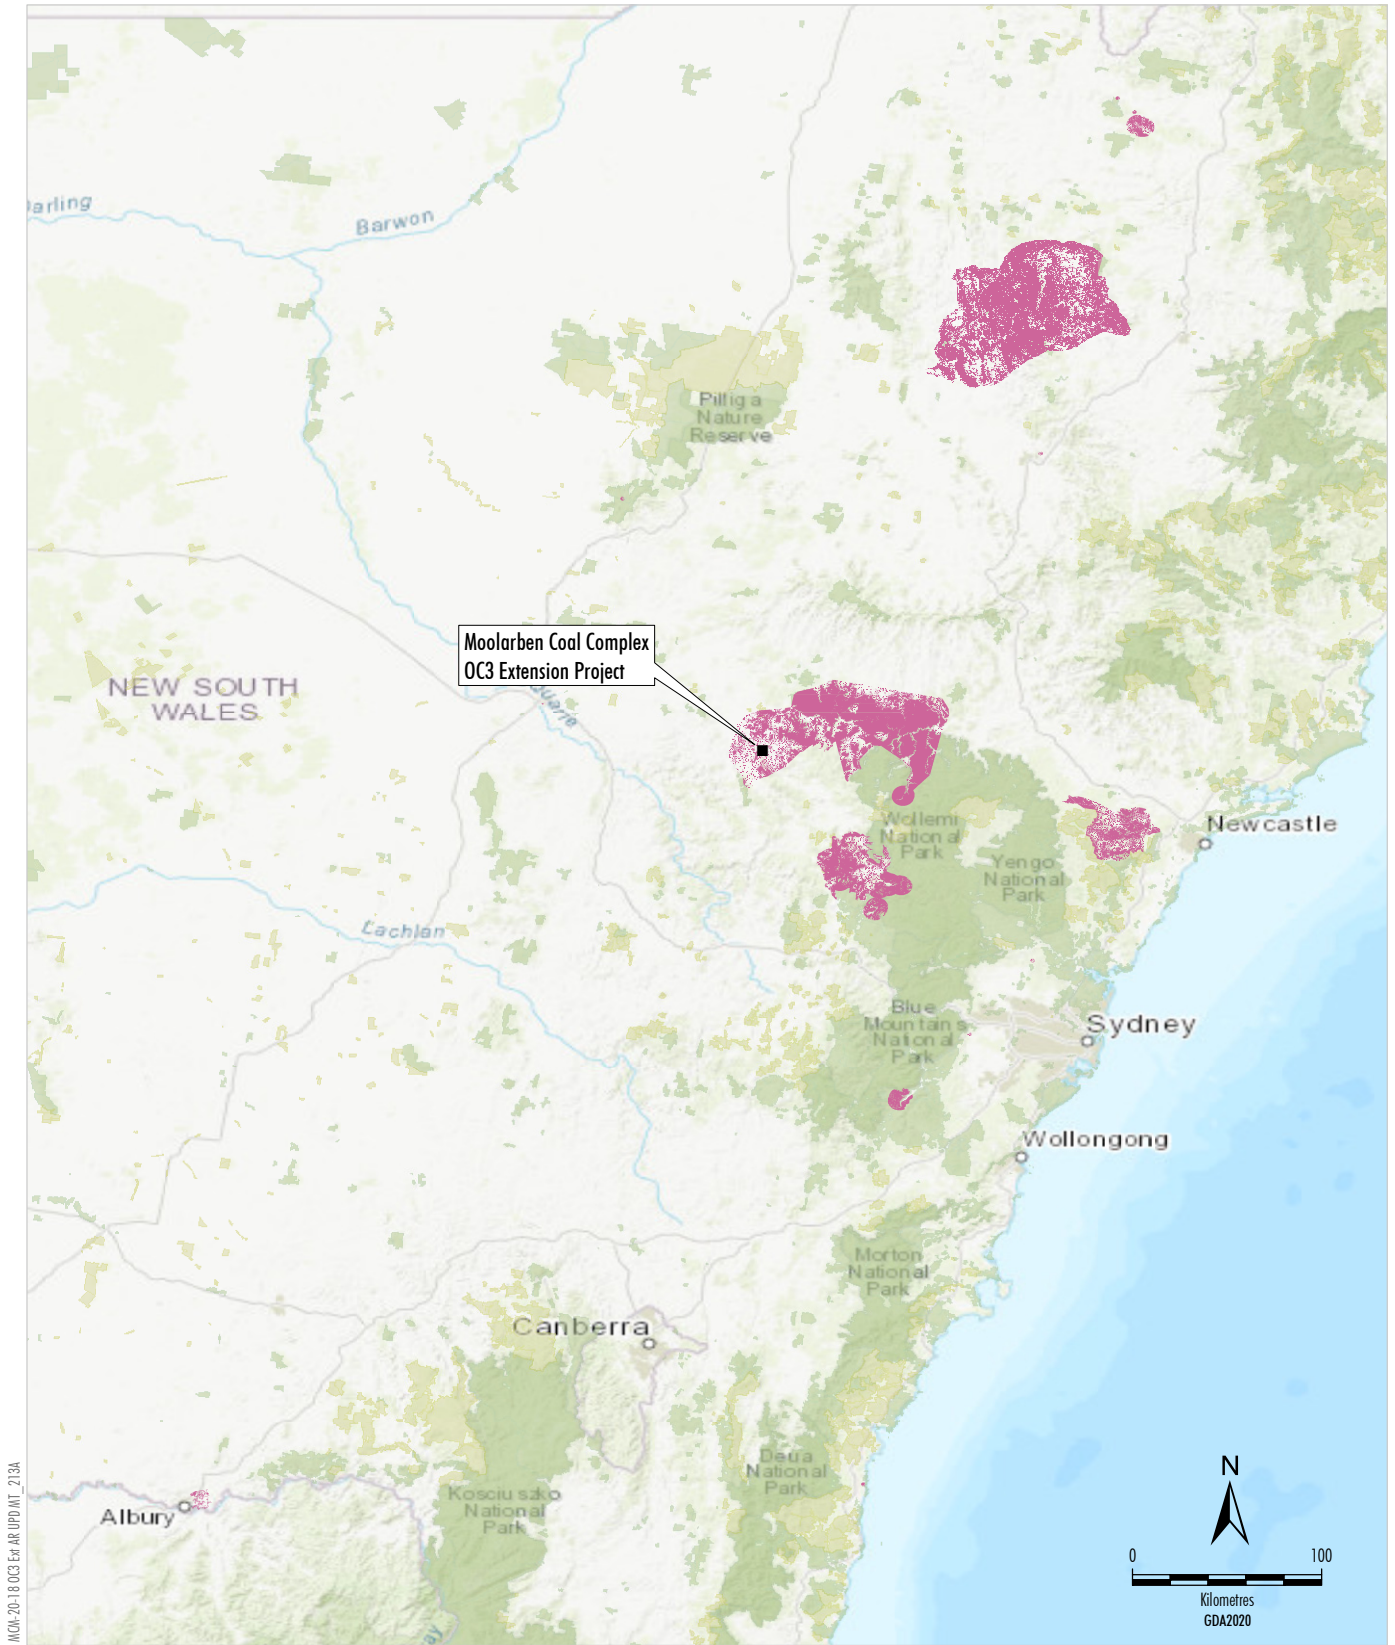 Darling
Barwon
Pilliga
Nature
Reserve
Moolarben Coal Complex
OC3 Extension Project
NEW SOUTH
WALES
quarie
Newcastle
Wollemi
National
Park
Yengo
National
Park
Lachlan
Blue
Mountains
National
Park
Sydney
Wollongong
Morton
National
Park
Canberra
Deua
National
Park
Kosciuszko
National
Park
Albury
ay
N
0 100
Kilometres
GDA2020
MCM-20-18 OC3 Ext AR UPD MT_213A